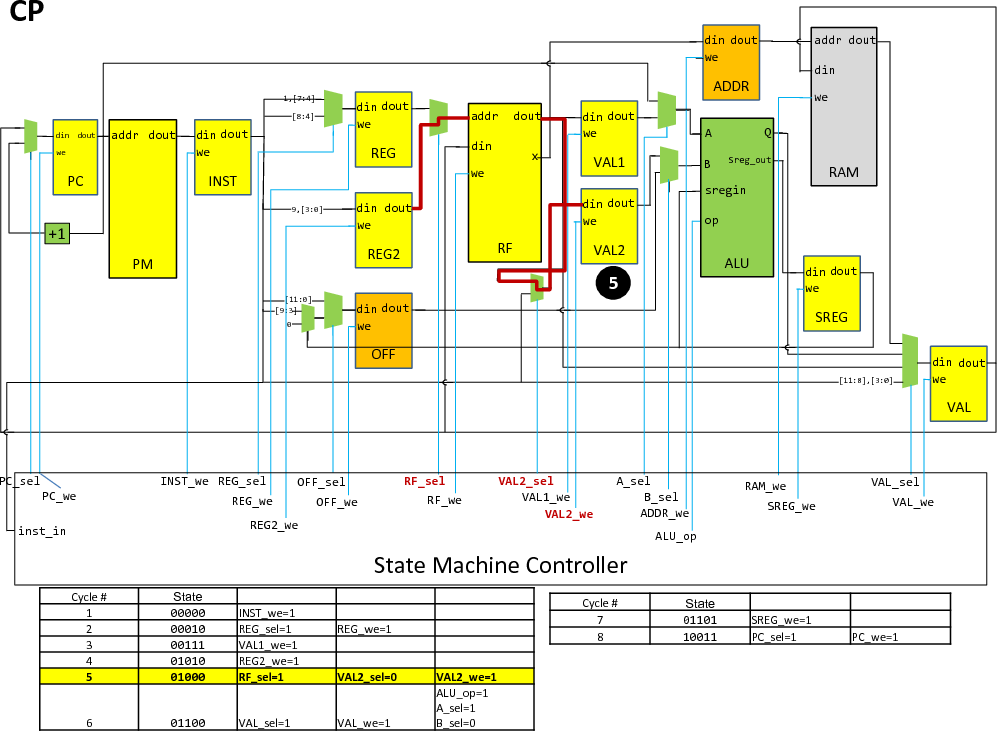 CP
din dout
we
ADDR
addr dout
din
we
RAM
1,[7:4]
[8:4]
din dout
we
REG
addr dout
din
x
we
RF
din dout
we
VAL1
A
Q
B
Sreg_out
sregin
op
ALU
din dout
we
PC
addr dout
PM
din dout
we
INST
+1
9,[3:0]
din dout
we
REG2
din dout
we
VAL2
5
[11:0]
[9:3]
0
din dout
we
OFF
din dout
we
SREG
[11:8],[3:0]
din dout
we
VAL
PC_sel
PC_we
INST_we
REG_sel
REG_we
REG2_we
OFF_sel
OFF_we
RF_sel
RF_we
VAL2_sel
VAL1_we
VAL2_we
A_sel
B_sel
ADDR_we
ALU_op
RAM_we
SREG_we
VAL_sel
VAL_we
inst_in
State Machine Controller
Cycle # State
1 00000 INST_we=1
2 00010 REG_sel=1 REG_we=1
3 00111 VAL1_we=1
4 01010 REG2_we=1
5 01000 RF_sel=1 VAL2_sel=0 VAL2_we=1
ALU_op=1
A_sel=1
6 01100 VAL_sel=1 VAL_we=1 B_sel=0
Cycle # State
7 01101 SREG_we=1
8 10011 PC_sel=1 PC_we=1